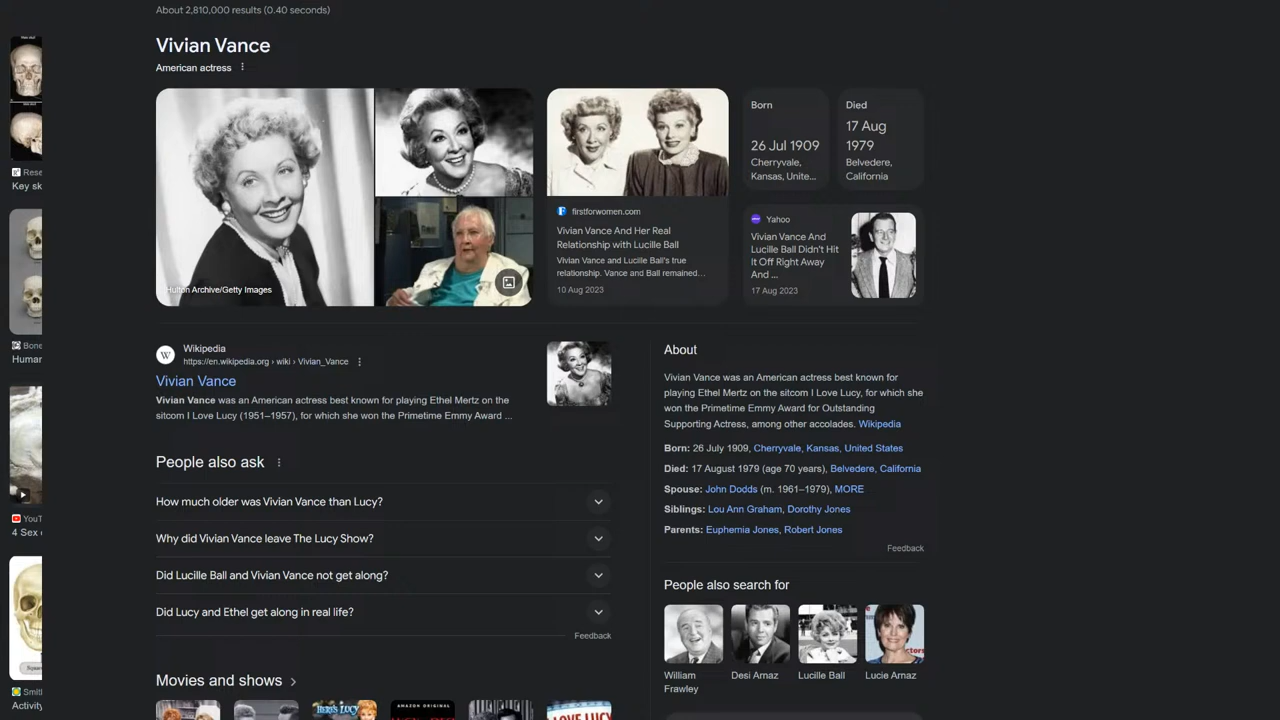 About 2,810,000 results (0.40 seconds)
Vivian Vance
American actress
Hulton Archive/Getty Images
firstforwomen.com
Vivian Vance And Her Real
Relationship with Lucille Ball
Vivian Vance and Lucille Ball's true
relationship. Vance and Ball remained…
10 Aug 2023
Born
26 Jul 1909
Cherryvale,
Kansas, Unite...
Died
17 Aug
1979
Belvedere,
California
Yahoo
Vivian Vance And
Lucille Ball Didn't Hit
It Off Right Away
And ...
17 Aug 2023
Wikipedia
https://en.wikipedia.org › wiki › Vivian_Vance
Vivian Vance
Vivian Vance was an American actress best known for playing Ethel Mertz on the
sitcom I Love Lucy (1951–1957), for which she won the Primetime Emmy Award ...
People also ask
How much older was Vivian Vance than Lucy?
Why did Vivian Vance leave The Lucy Show?
Did Lucille Ball and Vivian Vance not get along?
Did Lucy and Ethel get along in real life?
Feedback
Movies and shows
HERE'S LUCY
AMAZON ORIGINAL
LOVE LUCY
About
Vivian Vance was an American actress best known for
playing Ethel Mertz on the sitcom I Love Lucy, for which she
won the Primetime Emmy Award for Outstanding
Supporting Actress, among other accolades. Wikipedia
Born: 26 July 1909, Cherryvale, Kansas, United States
Died: 17 August 1979 (age 70 years), Belvedere, California
Spouse: John Dodds (m. 1961–1979), MORE
Siblings: Lou Ann Graham, Dorothy Jones
Parents: Euphemia Jones, Robert Jones
Feedback
People also search for
William
Frawley
Desi Arnaz
Lucille Ball
Lucie Arnaz
Rese
Key sk
Bone
Human
YouT
4 Sex
Smit
Activity